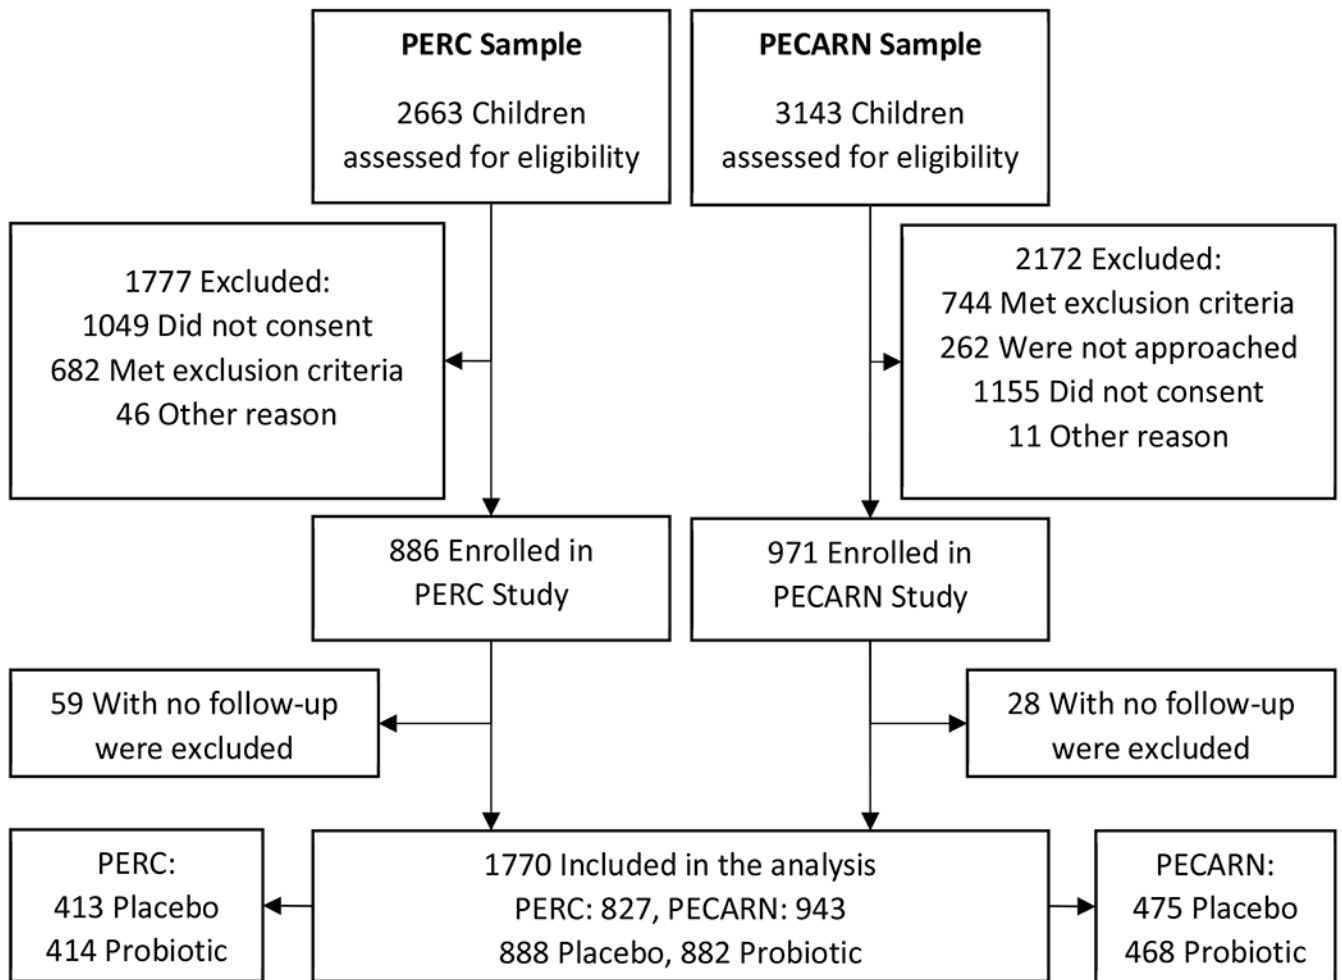 PERC Sample
2663 Children
assessed for eligibility
PECARN Sample
3143 Children
assessed for eligibility
1777 Excluded:
1049 Did not consent
682 Met exclusion criteria
46 Other reason
2172 Excluded:
744 Met exclusion criteria
262 Were not approached
1155 Did not consent
11 Other reason
886 Enrolled in
PERC Study
971 Enrolled in
PECARN Study
59 With no follow-up
were excluded
28 With no follow-up
were excluded
PERC:
413 Placebo
414 Probiotic
1770 Included in the analysis
PERC: 827, PECARN: 943
888 Placebo, 882 Probiotic
PECARN:
475 Placebo
468 Probiotic